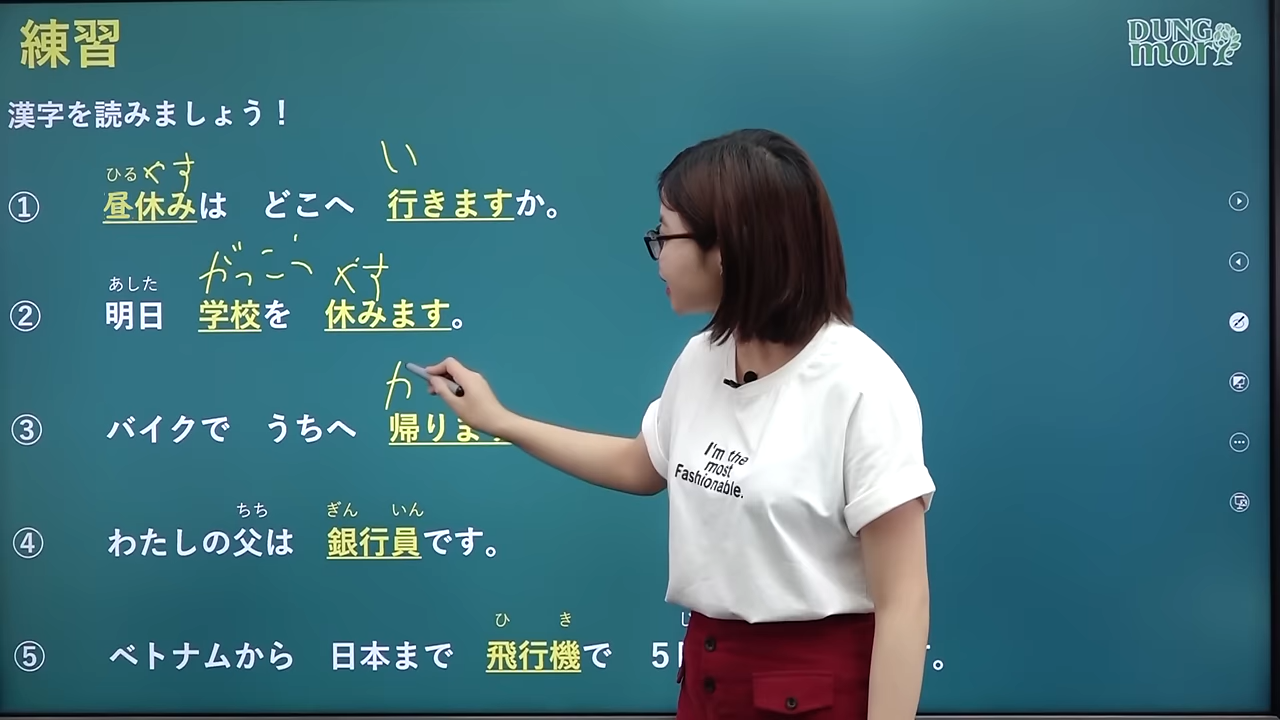 練習
DUNG
mori
漢字を読みましょう！
い
ひる やす
① 昼休みは どこへ 行きますか。
がっこう やす
あした
② 明日 学校を 休みます。
か
③ バイクで うちへ 帰ります
ちち ぎん いん
④ わたしの父は 銀行員です。
ひ き
⑤ ベトナムから 日本まで 飛行機で 5
。
I'm the
most
Fashionable.